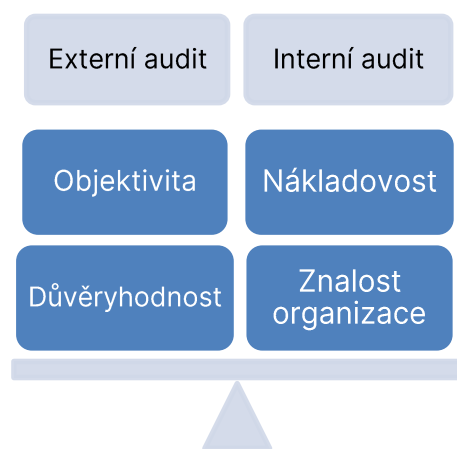 Externí audit
Interní audit
Objektivita
Nákladovost
Důvěryhodnost
Znalost
organizace